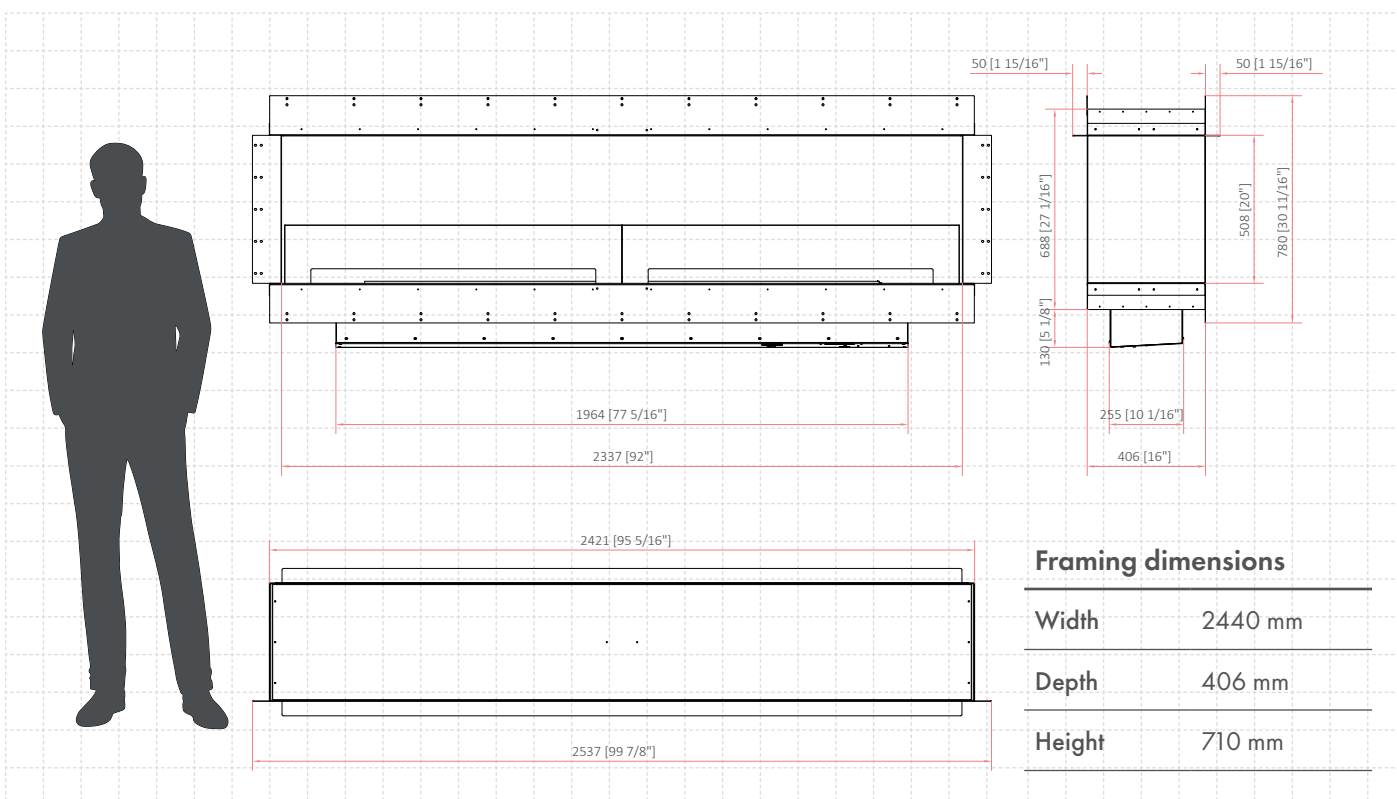 50 [1 15/16"]
50 [1 15/16"]
688 [27 1/16"]
508 [20"]
780 [30 11/16"]
130 [5 1/8"]
1964 [77 5/16"]
255 [10 1/16"]
2337 [92"]
406 [16"]
2421 [95 5/16"]
2537 [99 7/8"]
Framing dimensions
Width 2440 mm
Depth 406 mm
Height 710 mm